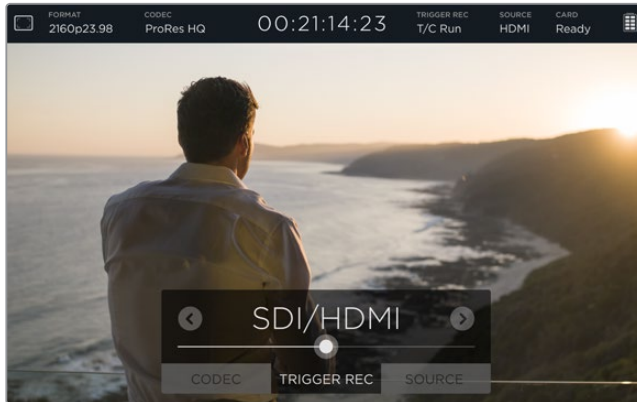 FORMAT
2160p23.98
CODEC
ProRes HQ
00:21:14:23
TRIGGER REC
T/C Run
SOURCE
HDMI
CARD
Ready
SDI/HDMI
CODEC
TRIGGER REC
SOURCE